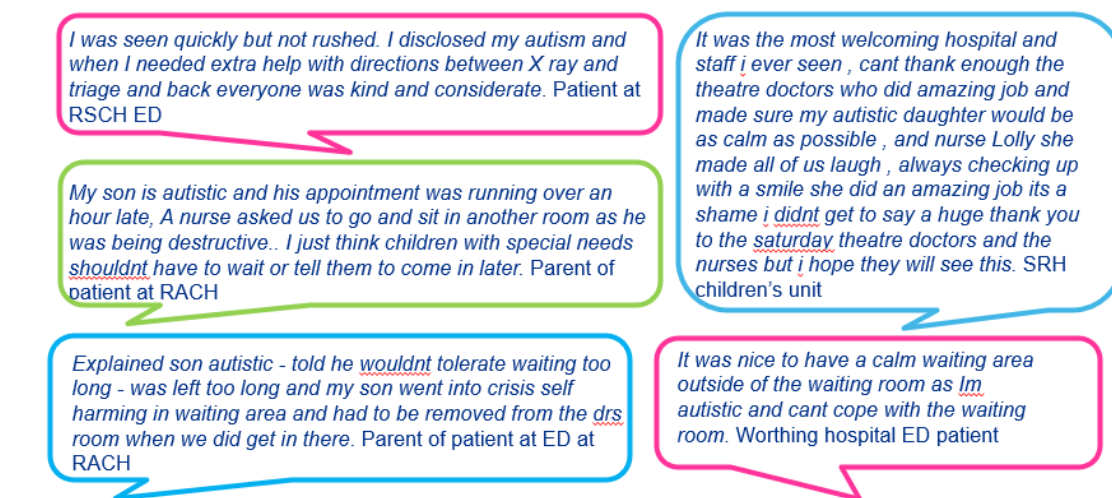 I was seen quickly but not rushed. I disclosed my autism and
when I needed extra help with directions between X ray and
triage and back everyone was kind and considerate. Patient at
RSCH ED
My son is autistic and his appointment was running over an
hour late, A nurse asked us to go and sit in another room as he
was being destructive.. I just think children with special needs
shouldnt have to wait or tell them to come in later. Parent of
patient at RACH
Explained son autistic - told he wouldnt tolerate waiting too
long - was left too long and my son went into crisis self
harming in waiting area and had to be removed from the drs
room when we did get in there. Parent of patient at ED at
RACH
It was the most welcoming hospital and
staff i ever seen , cant thank enough the
theatre doctors who did amazing job and
made sure my autistic daughter would be
as calm as possible , and nurse Lolly she
made all of us laugh , always checking up
with a smile she did an amazing job its a
shame i didnt get to say a huge thank you
to the saturday theatre doctors and the
nurses but i hope they will see this. SRH
children’s unit
It was nice to have a calm waiting area
outside of the waiting room as Im
autistic and cant cope with the waiting
room. Worthing hospital ED patient